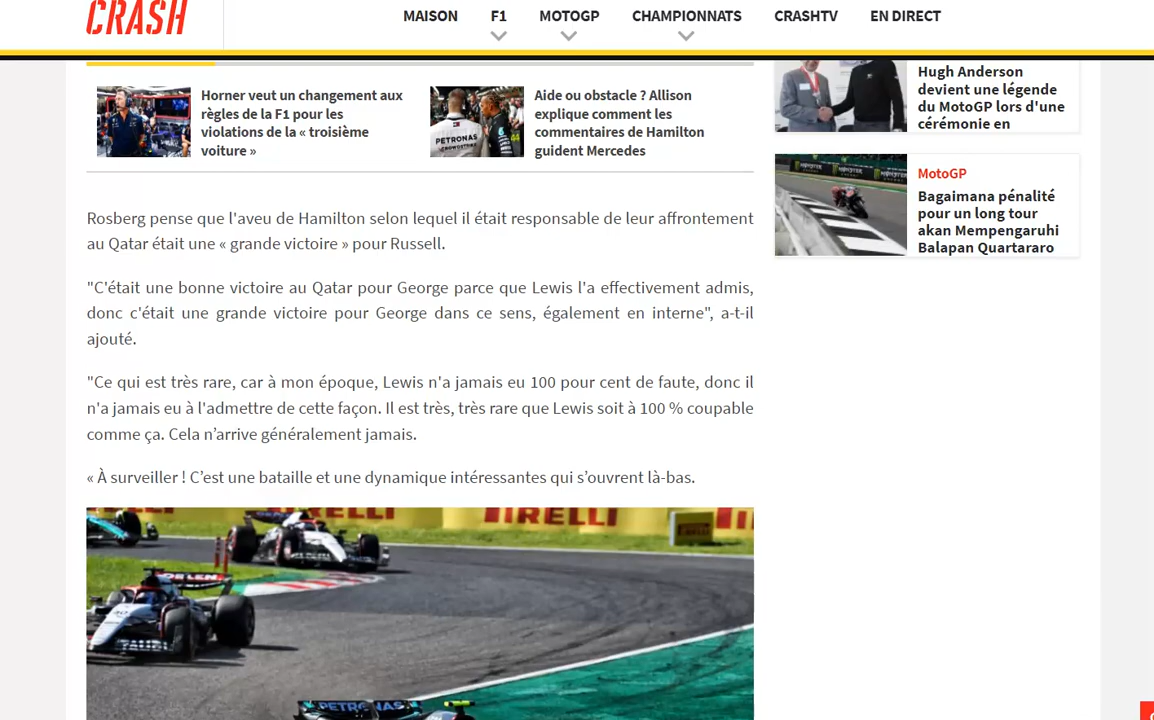 CRASH
MAISON F1 MOTOGP CHAMPIONNATS CRASHTV EN DIRECT
Horner veut un changement aux
règles de la F1 pour les
violations de la « troisième
voiture »
Aide ou obstacle ? Allison
explique comment les
commentaires de Hamilton
guident Mercedes
Rosberg pense que l'aveu de Hamilton selon lequel il était responsable de leur affrontement
au Qatar était une « grande victoire » pour Russell.
"C'était une bonne victoire au Qatar pour George parce que Lewis l'a effectivement admis,
donc c'était une grande victoire pour George dans ce sens, également en interne", a-t-il
ajouté.
"Ce qui est très rare, car à mon époque, Lewis n'a jamais eu 100 pour cent de faute, donc il
n'a jamais eu à l'admettre de cette façon. Il est très, très rare que Lewis soit à 100 % coupable
comme ça. Cela n’arrive généralement jamais.
« À surveiller ! C’est une bataille et une dynamique intéressantes qui s’ouvrent là-bas.
Hugh Anderson
devient une légende
du MotoGP lors d'une
cérémonie en
MotoGP
Bagaimana pénalité
pour un long tour
akan Mempengaruhi
Balapan Quartararo
PETRONAS
CROWDSTRIKE
44
PIRELLI
ORLEN
PETRONAS